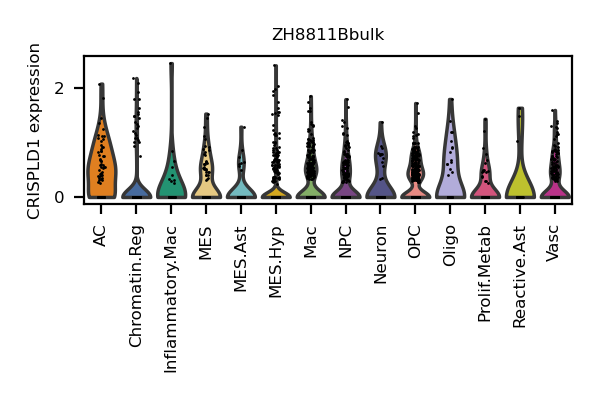 ZH8811Bbulk
CRISPLD1 expression
2
0
AC
Chromatin.Reg
Inflammatory.Mac
MES
MES.Ast
MES.Hyp
Mac
NPC
Neuron
OPC
Oligo
Prolif.Metab
Reactive.Ast
Vasc